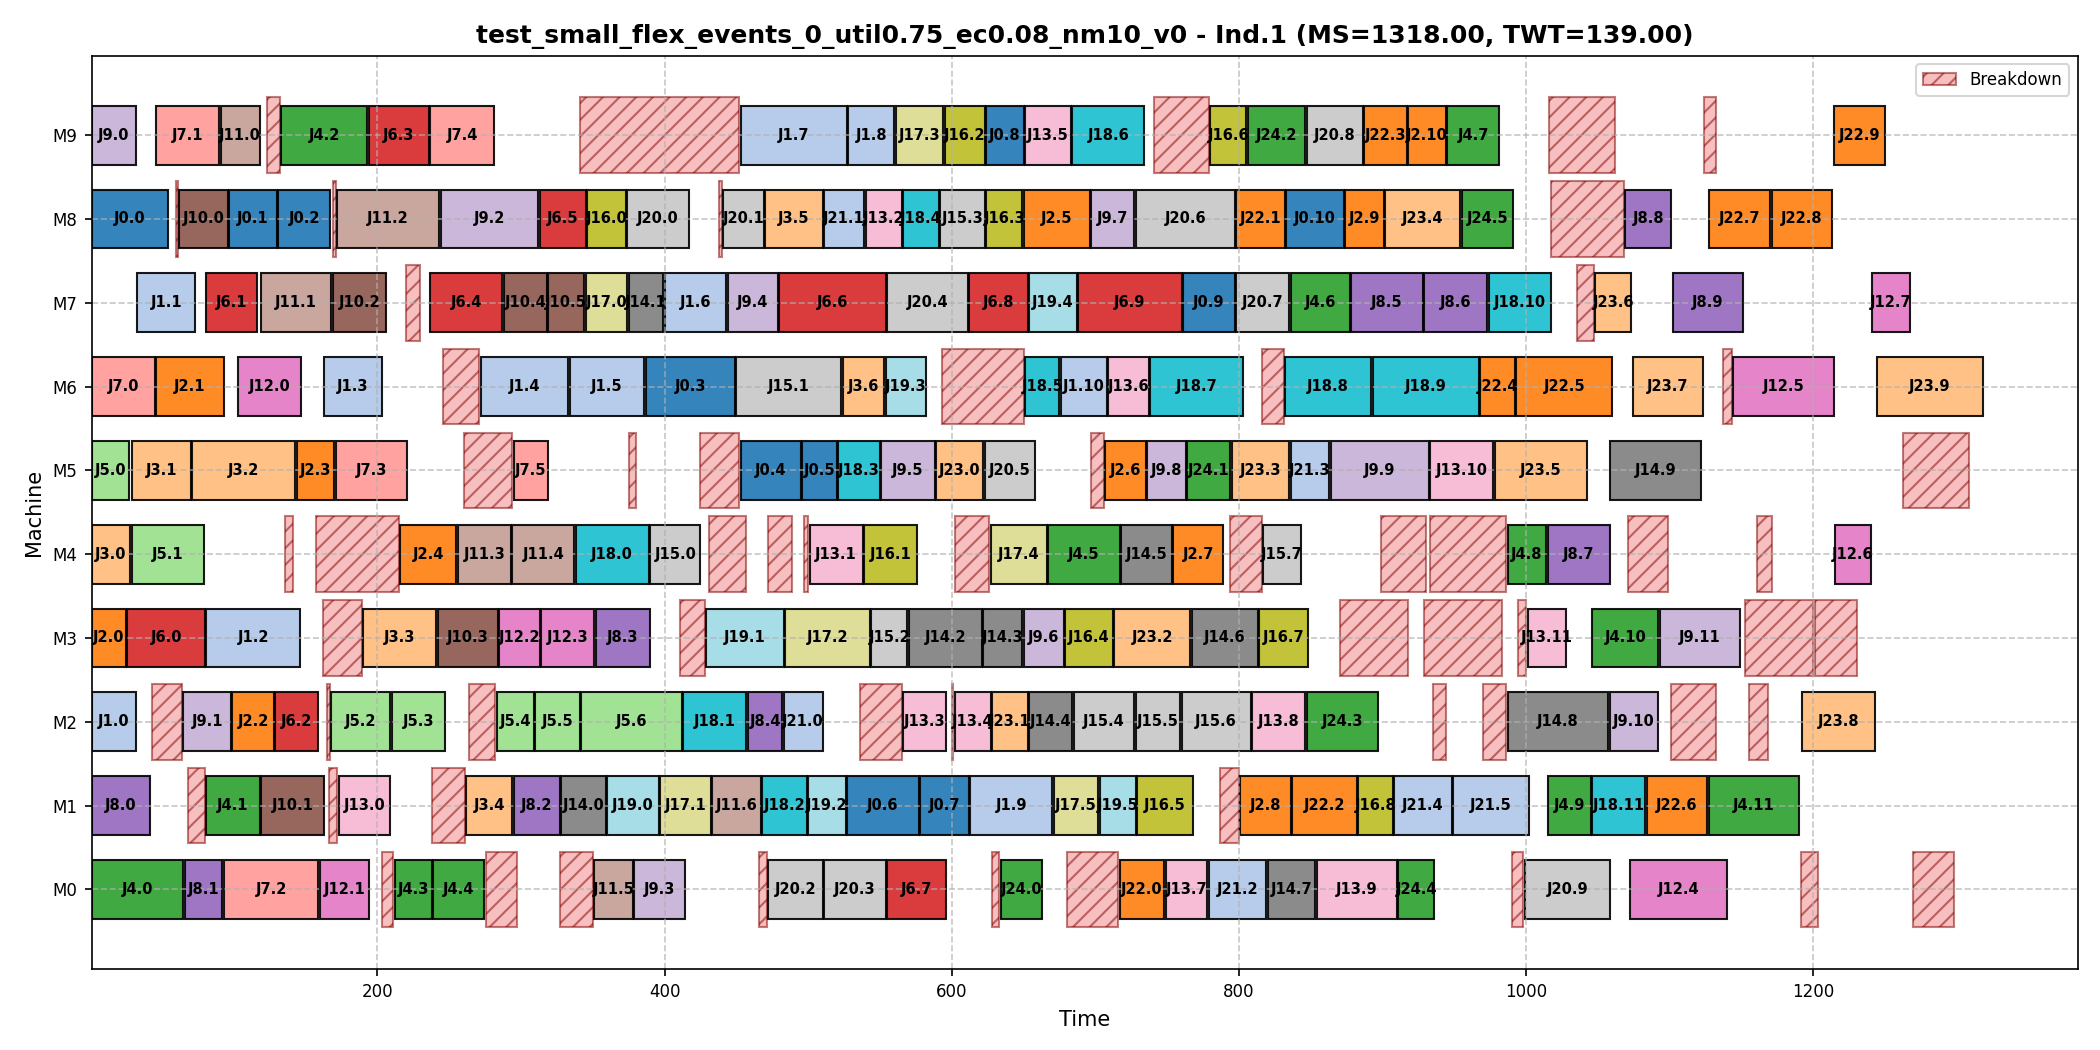 test_small_flex_events_0_util0.75_ec0.08_nm10_v0 - Ind.1 (MS=1318.00, TWT=139.00)
Breakdown
M9 J9.0 J7.1 J11.0 J4.2 J6.3 J7.4 J1.7 J1.8 J17.3 J16.2 J0.8 J13.5 J18.6 J16.6 J24.2 J20.8 J22.3 J2.10 J4.7 J22.9
M8 J0.0 J10.0 J0.1 J0.2 J11.2 J9.2 J6.5 J16.0 J20.0 J20.1 J3.5 J21.1 J13.2 J18.4 J15.3 J16.3 J2.5 J9.7 J20.6 J22.1 J0.10 J2.9 J23.4 J24.5 J8.8 J22.7 J22.8
M7 J1.1 J6.1 J11.1 J10.2 J6.4 J10.4 J10.5 J17.0 J14.1 J1.6 J9.4 J6.6 J20.4 J6.8 J19.4 J6.9 J0.9 J20.7 J4.6 J8.5 J8.6 J18.10 J23.6 J8.9 J12.7
M6 J7.0 J2.1 J12.0 J1.3 J1.4 J1.5 J0.3 J15.1 J3.6 J19.3 J18.5 J1.10 J13.6 J18.7 J18.8 J18.9 J22.4 J22.5 J23.7 J12.5 J23.9
M5 J5.0 J3.1 J3.2 J2.3 J7.3 J7.5 J0.4 J0.5 J18.3 J9.5 J23.0 J20.5 J2.6 J9.8 J24.1 J23.3 J21.3 J9.9 J13.10 J23.5 J14.9
M4 J3.0 J5.1 J2.4 J11.3 J11.4 J18.0 J15.0 J13.1 J16.1 J17.4 J4.5 J14.5 J2.7 J15.7 J4.8 J8.7 J12.6
M3 J2.0 J6.0 J1.2 J3.3 J10.3 J12.2 J12.3 J8.3 J19.1 J17.2 J15.2 J14.2 J14.3 J9.6 J16.4 J23.2 J14.6 J16.7 J13.11 J4.10 J9.11
M2 J1.0 J9.1 J2.2 J6.2 J5.2 J5.3 J5.4 J5.5 J5.6 J18.1 J8.4 J21.0 J13.3 J13.4 J23.1 J14.4 J15.4 J15.5 J15.6 J13.8 J24.3 J14.8 J9.10 J23.8
M1 J8.0 J4.1 J10.1 J13.0 J3.4 J8.2 J14.0 J19.0 J17.1 J11.6 J18.2 J19.2 J0.6 J0.7 J1.9 J17.5 J19.5 J16.5 J2.8 J22.2 J16.8 J21.4 J21.5 J4.9 J18.11 J22.6 J4.11
M0 J4.0 J8.1 J7.2 J12.1 J4.3 J4.4 J11.5 J9.3 J20.2 J20.3 J6.7 J24.0 J22.0 J13.7 J21.2 J14.7 J13.9 J24.4 J20.9 J12.4
Machine
200 400 600 800 1000 1200
Time